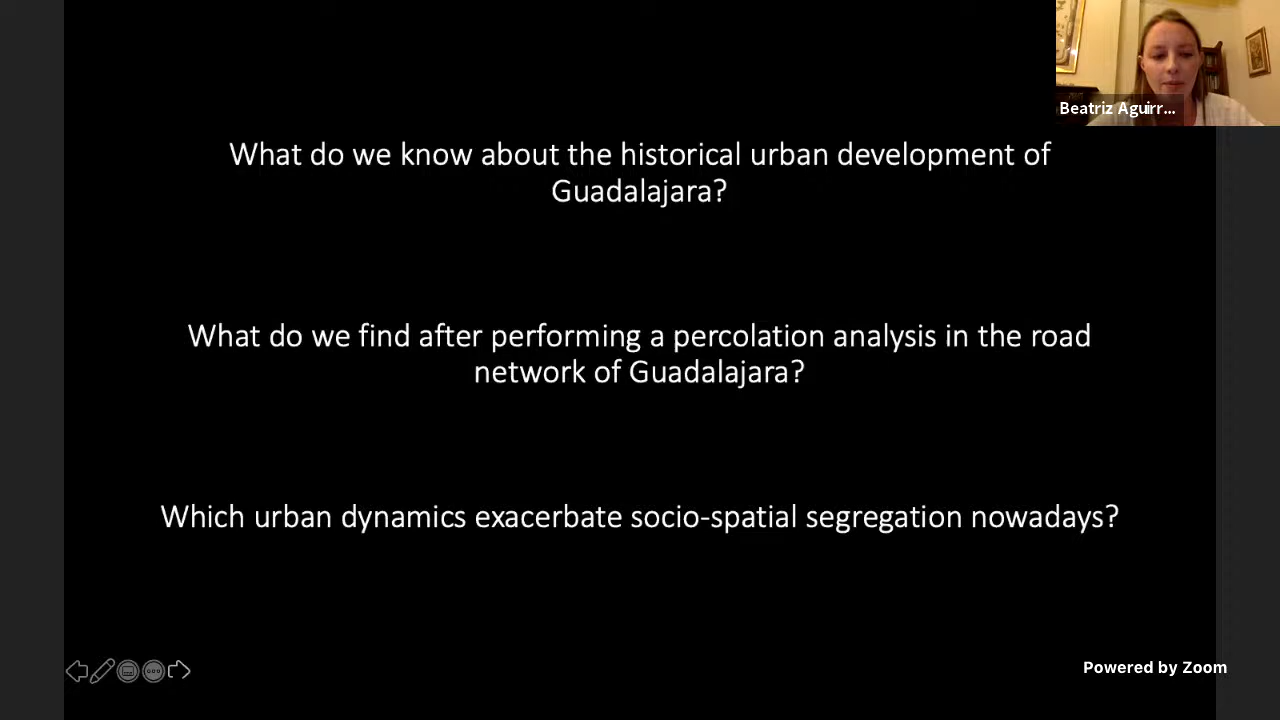 Beatriz Aguirr...
What do we know about the historical urban development of
Guadalajara?
What do we find after performing a percolation analysis in the road
network of Guadalajara?
Which urban dynamics exacerbate socio-spatial segregation nowadays?
Powered by Zoom